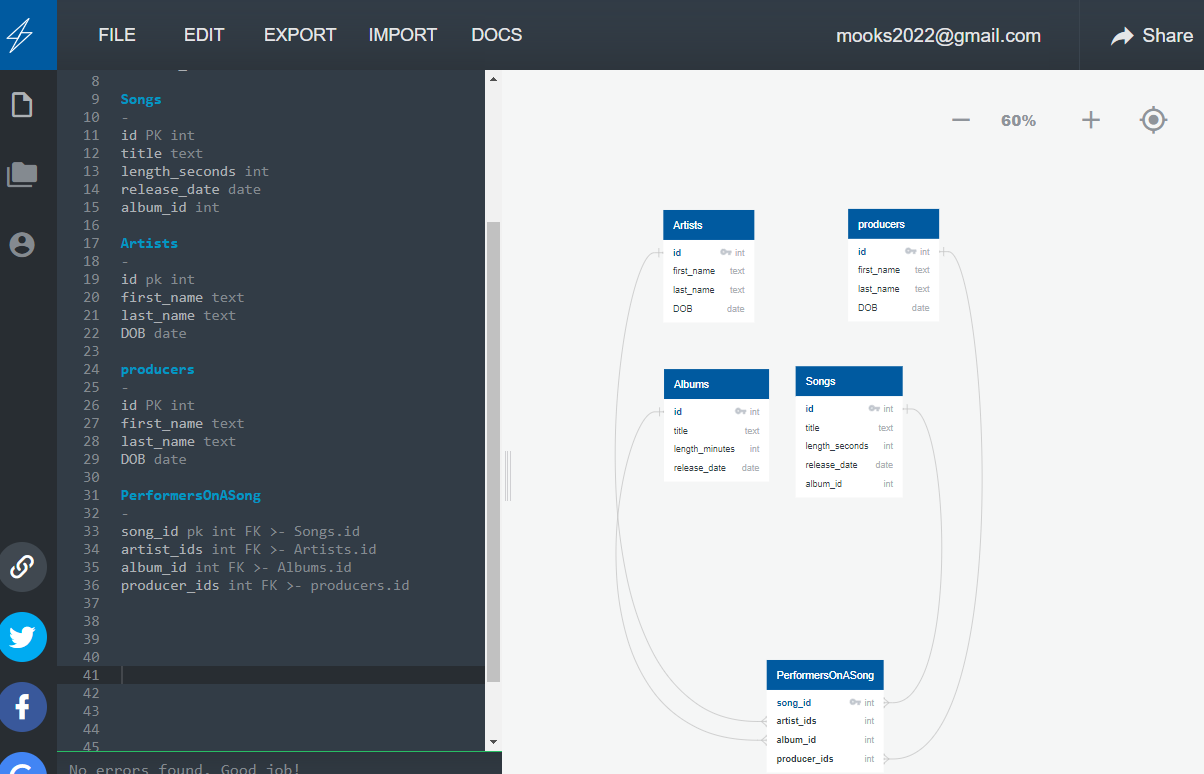 FILE EDIT EXPORT IMPORT DOCS mooks2022@gmail.com Share
8
9 Songs
10 -
11 id PK int
12 title text
13 length_seconds int
14 release_date date
15 album_id int
16
17 Artists
18 -
19 id pk int
20 first_name text
21 last_name text
22 DOB date
23
24 producers
25 -
26 id PK int
27 first_name text
28 last_name text
29 DOB date
30
31 PerformersOnASong
32 -
33 song_id pk int FK >- Songs.id
34 artist_ids int FK >- Artists.id
35 album_id int FK >- Albums.id
36 producer_ids int FK >- producers.id
37
38
39
40
41
42
43
44
45
No errors found. Good job!
60%
Artists
id int
first_name text
last_name text
DOB date
producers
id int
first_name text
last_name text
DOB date
Albums
id int
title text
length_minutes int
release_date date
Songs
id int
title text
length_seconds int
release_date date
album_id int
PerformersOnASong
song_id int
artist_ids int
album_id int
producer_ids int